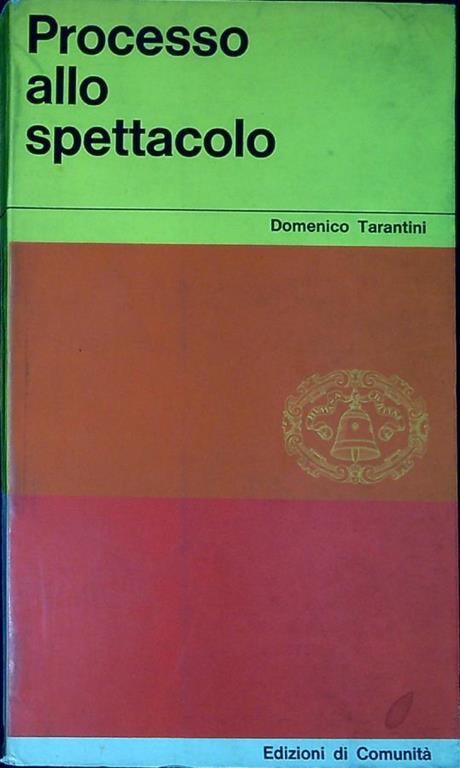 Processo
allo
spettacolo
Domenico Tarantini
Edizioni di Comunità